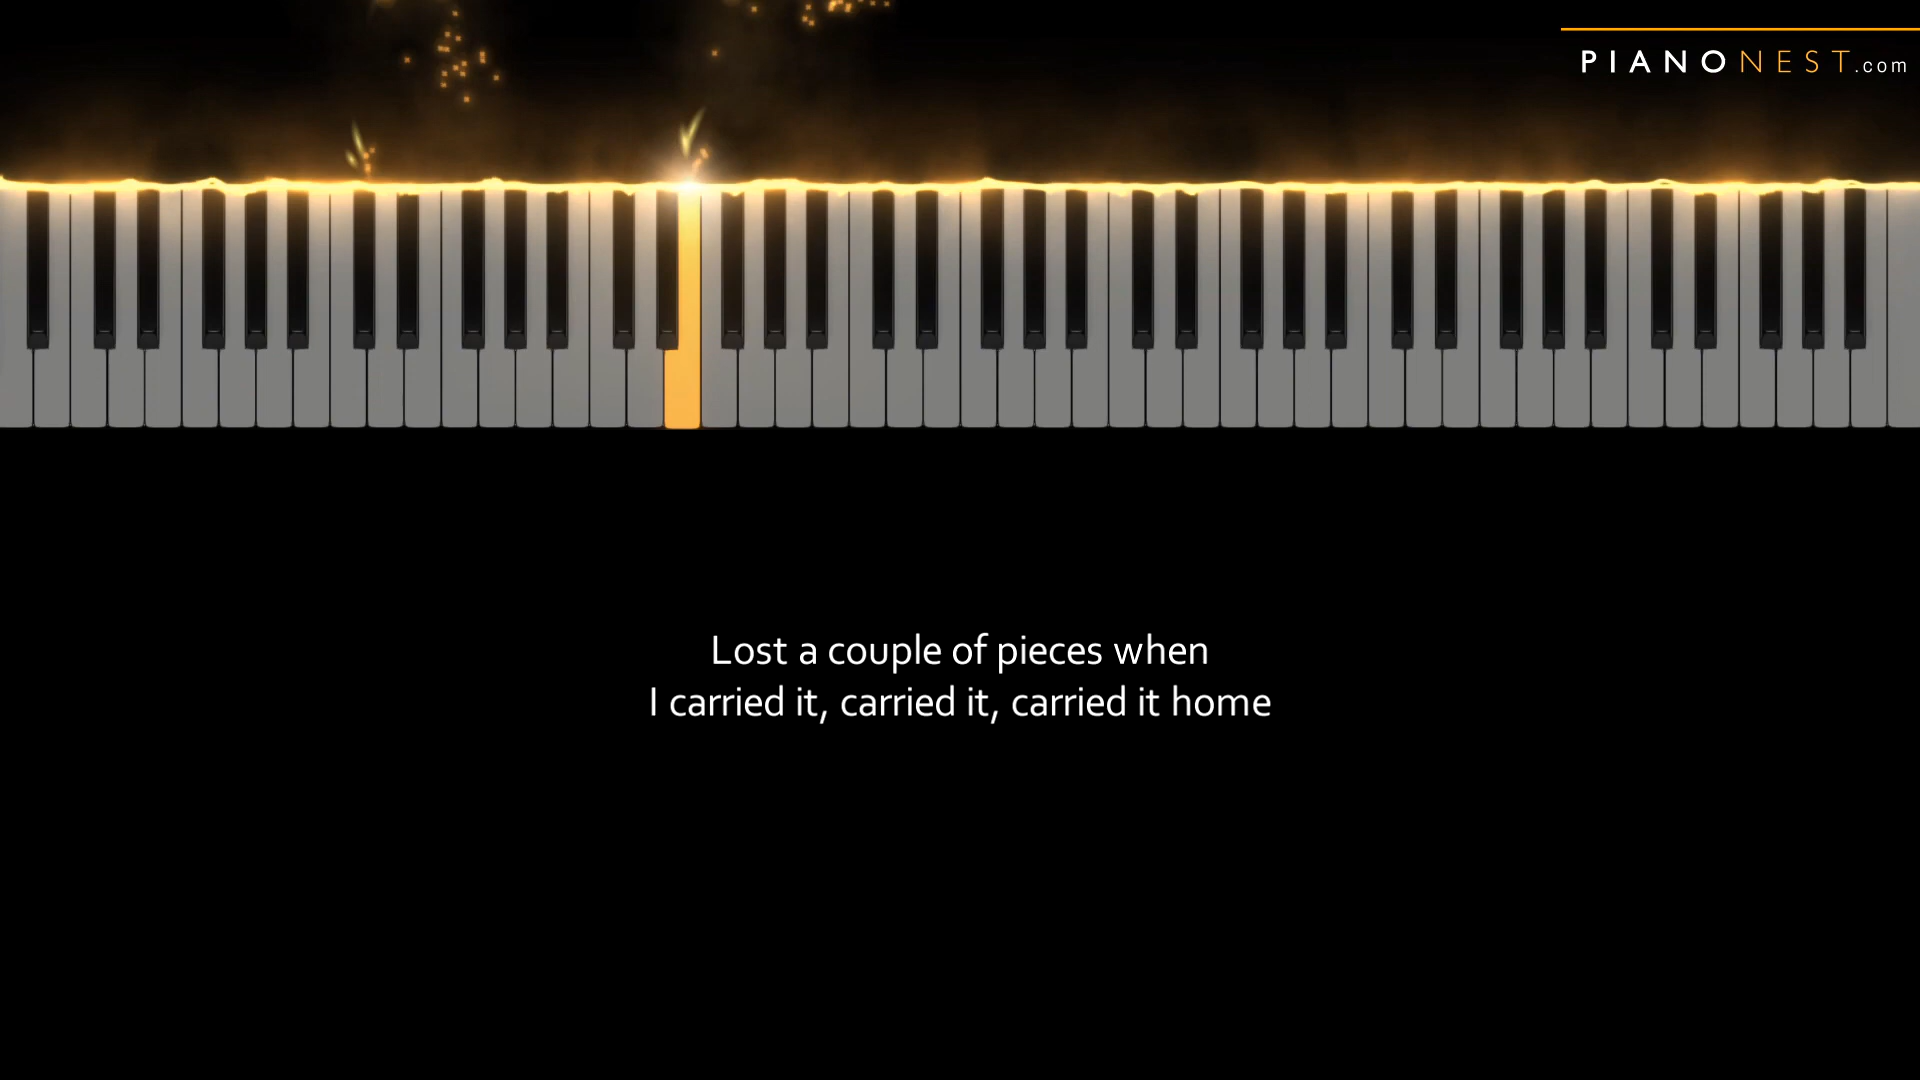 PIANONEST.com
Lost a couple of pieces when
I carried it, carried it, carried it home